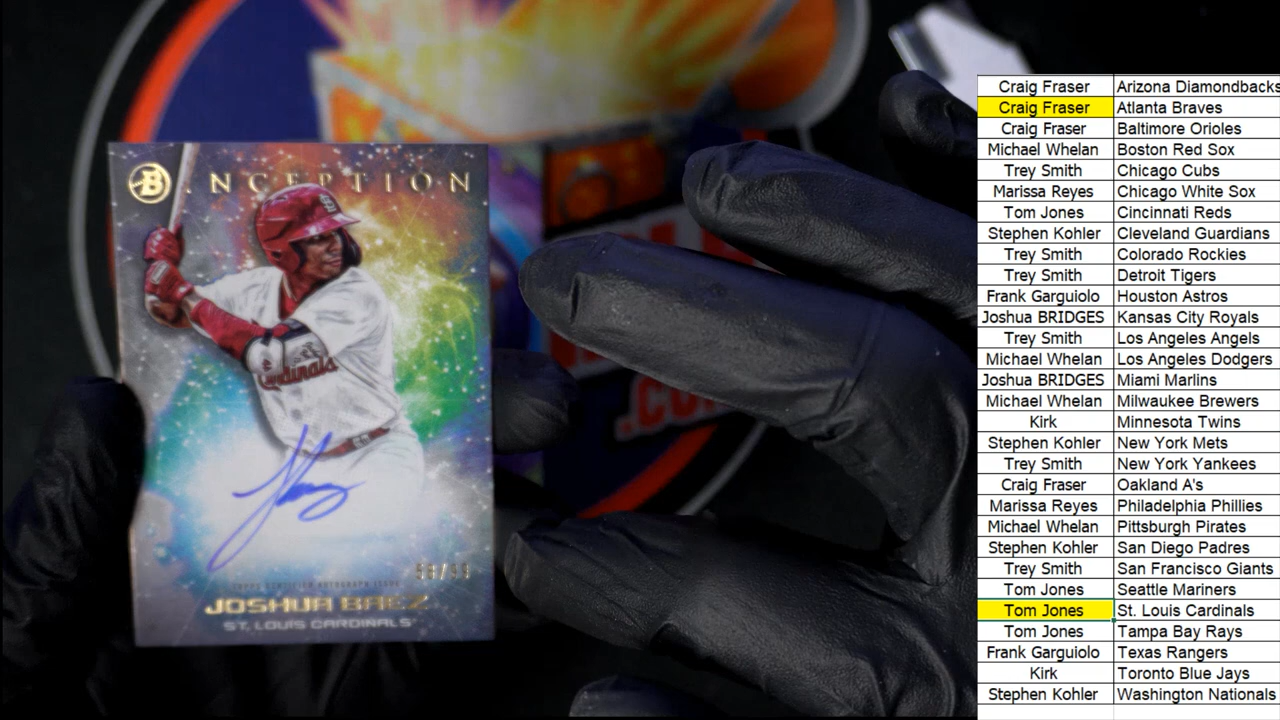 B INCEPTION
Cardinals
TOPPS CERTIFIED AUTOGRAPH ISSUE
JOSHUA BAEZ
ST. LOUIS CARDINALS
.COM
Craig Fraser Arizona Diamondbacks
Craig Fraser Atlanta Braves
Craig Fraser Baltimore Orioles
Michael Whelan Boston Red Sox
Trey Smith Chicago Cubs
Marissa Reyes Chicago White Sox
Tom Jones Cincinnati Reds
Stephen Kohler Cleveland Guardians
Trey Smith Colorado Rockies
Trey Smith Detroit Tigers
Frank Garguiolo Houston Astros
Joshua BRIDGES Kansas City Royals
Trey Smith Los Angeles Angels
Michael Whelan Los Angeles Dodgers
Joshua BRIDGES Miami Marlins
Michael Whelan Milwaukee Brewers
Kirk Minnesota Twins
Stephen Kohler New York Mets
Trey Smith New York Yankees
Craig Fraser Oakland A's
Marissa Reyes Philadelphia Phillies
Michael Whelan Pittsburgh Pirates
Stephen Kohler San Diego Padres
Trey Smith San Francisco Giants
Tom Jones Seattle Mariners
Tom Jones St. Louis Cardinals
Tom Jones Tampa Bay Rays
Frank Garguiolo Texas Rangers
Kirk Toronto Blue Jays
Stephen Kohler Washington Nationals